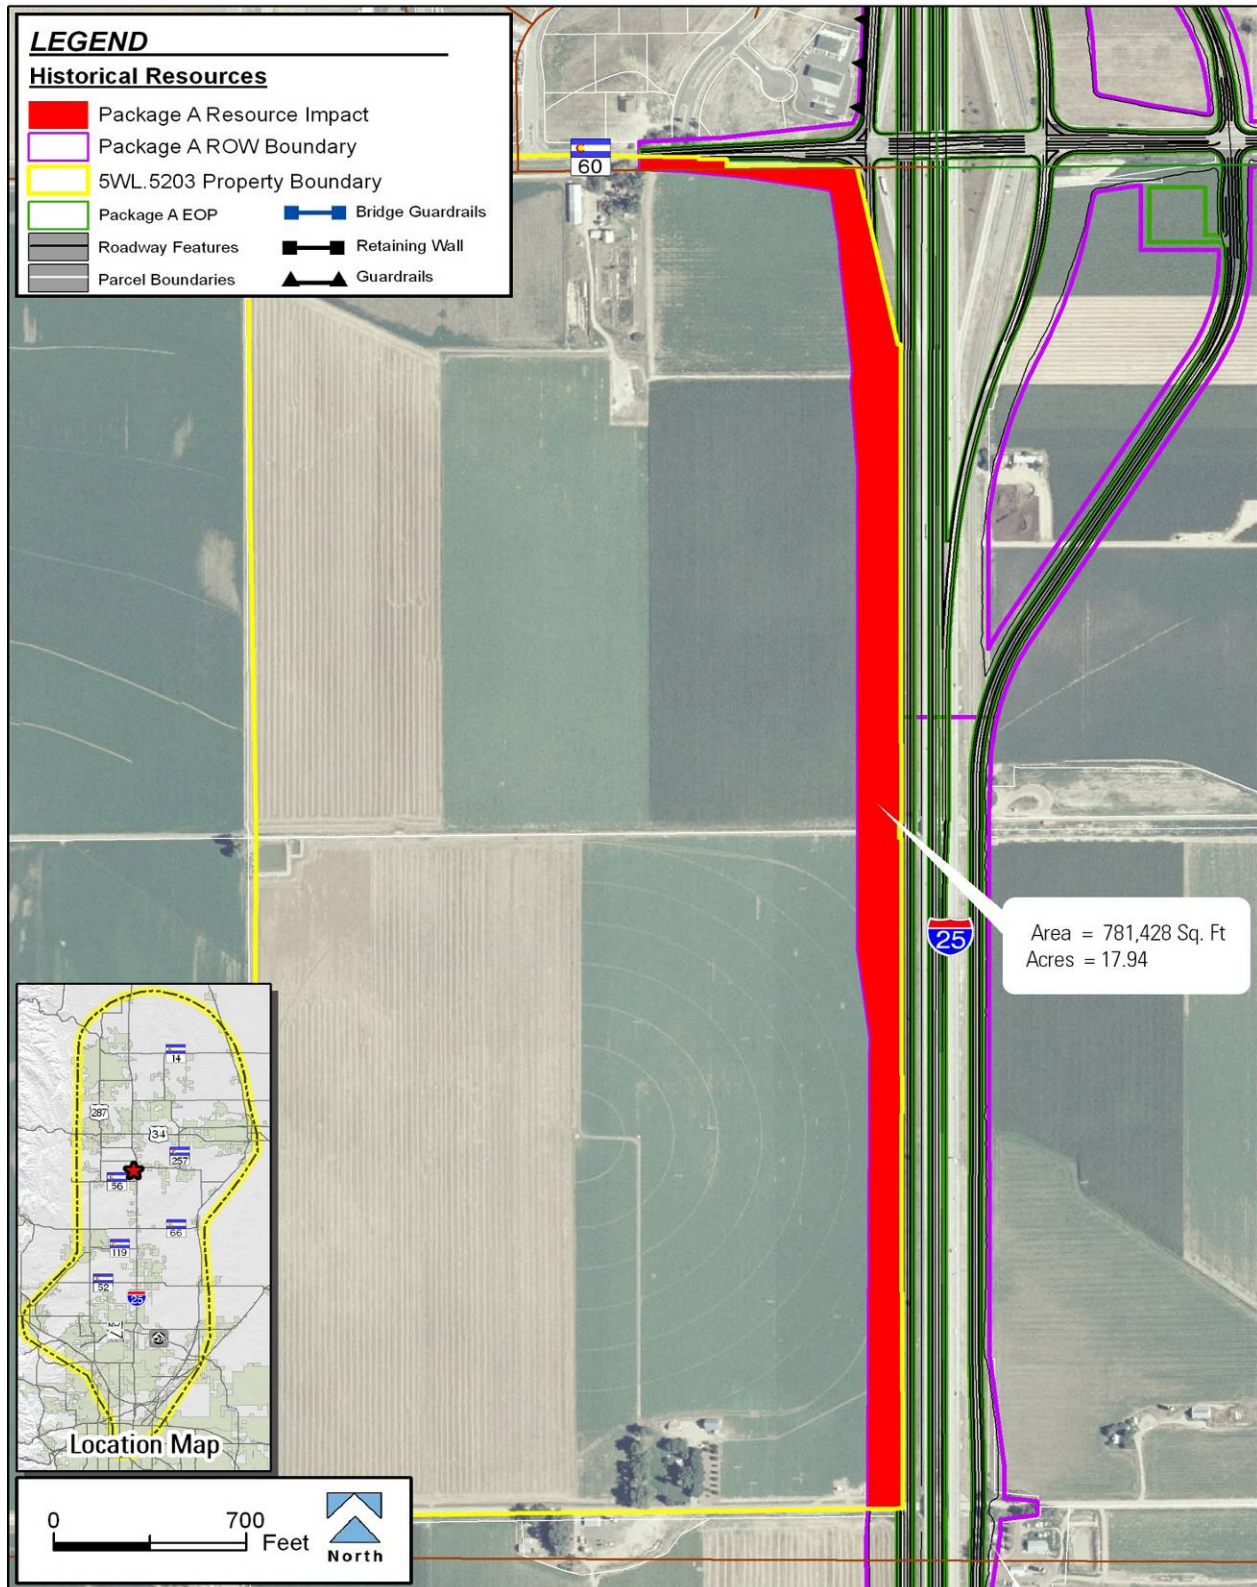 LEGEND
Historical Resources
Package A Resource Impact
Package A ROW Boundary
5WL.5203 Property Boundary
Package A EOP
Bridge Guardrails
Roadway Features
Retaining Wall
Parcel Boundaries
Guardrails
60
25
Area = 781,428 Sq. Ft
Acres = 17.94
14
287
34
257
56
66
119
52
25
Location Map
0 700
Feet
North